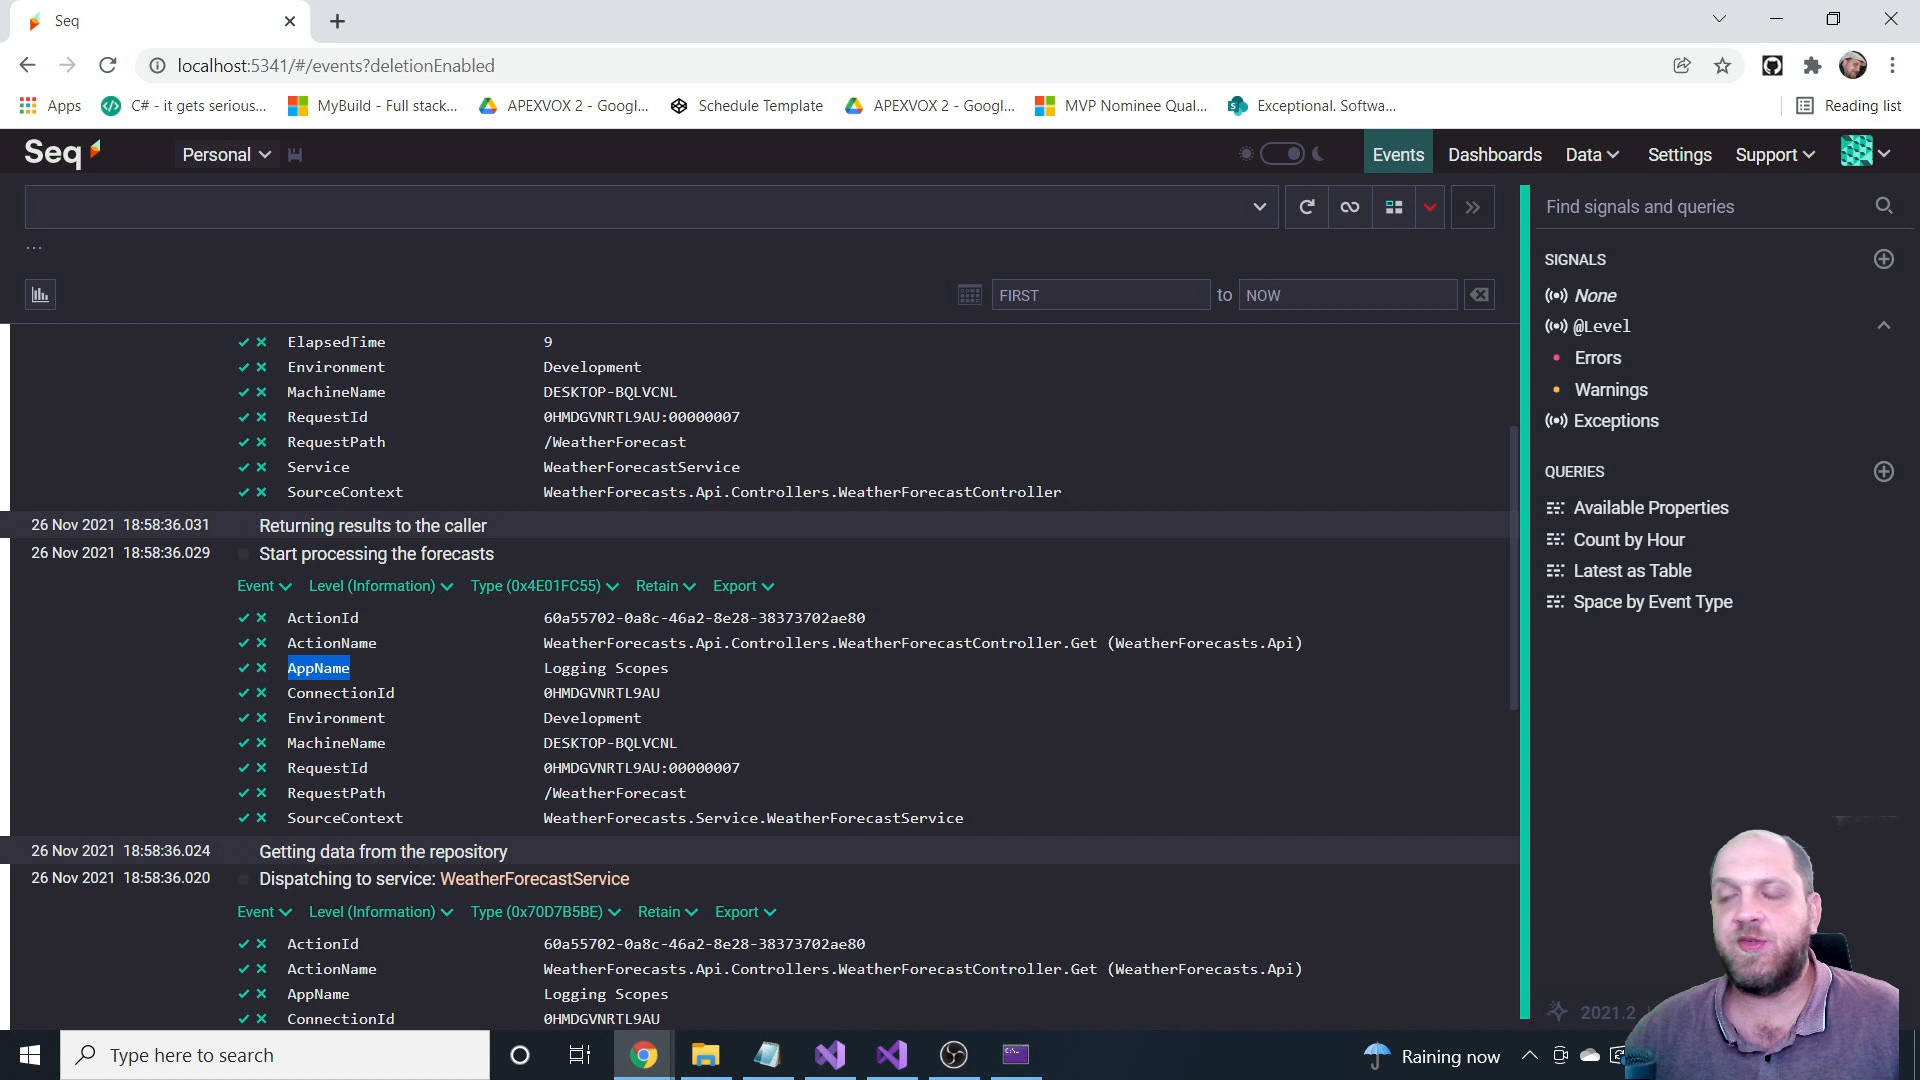 Seq
localhost:5341/#/events?deletionEnabled
Apps
C# - it gets serious...
MyBuild - Full stack...
APEXVOX 2 - Googl...
Schedule Template
APEXVOX 2 - Googl...
MVP Nominee Qual...
Exceptional. Softwa...
Reading list
Seq
Personal
Events
Dashboards
Data
Settings
Support
Find signals and queries
...
FIRST
to
NOW
ElapsedTime 9
Environment Development
MachineName DESKTOP-BQLVCNL
RequestId 0HMDGVNRTL9AU:00000007
RequestPath /WeatherForecast
Service WeatherForecastService
SourceContext WeatherForecasts.Api.Controllers.WeatherForecastController
26 Nov 2021 18:58:36.031 Returning results to the caller
26 Nov 2021 18:58:36.029 Start processing the forecasts
Event Level (Information) Type (0x4E01FC55) Retain Export
ActionId 60a55702-0a8c-46a2-8e28-38373702ae80
ActionName WeatherForecasts.Api.Controllers.WeatherForecastController.Get (WeatherForecasts.Api)
AppName Logging Scopes
ConnectionId 0HMDGVNRTL9AU
Environment Development
MachineName DESKTOP-BQLVCNL
RequestId 0HMDGVNRTL9AU:00000007
RequestPath /WeatherForecast
SourceContext WeatherForecasts.Service.WeatherForecastService
26 Nov 2021 18:58:36.024 Getting data from the repository
26 Nov 2021 18:58:36.020 Dispatching to service: WeatherForecastService
Event Level (Information) Type (0x70D7B5BE) Retain Export
ActionId 60a55702-0a8c-46a2-8e28-38373702ae80
ActionName WeatherForecasts.Api.Controllers.WeatherForecastController.Get (WeatherForecasts.Api)
AppName Logging Scopes
ConnectionId 0HMDGVNRTL9AU
SIGNALS
None
@Level
Errors
Warnings
Exceptions
QUERIES
Available Properties
Count by Hour
Latest as Table
Space by Event Type
2021.2
Type here to search
Raining now